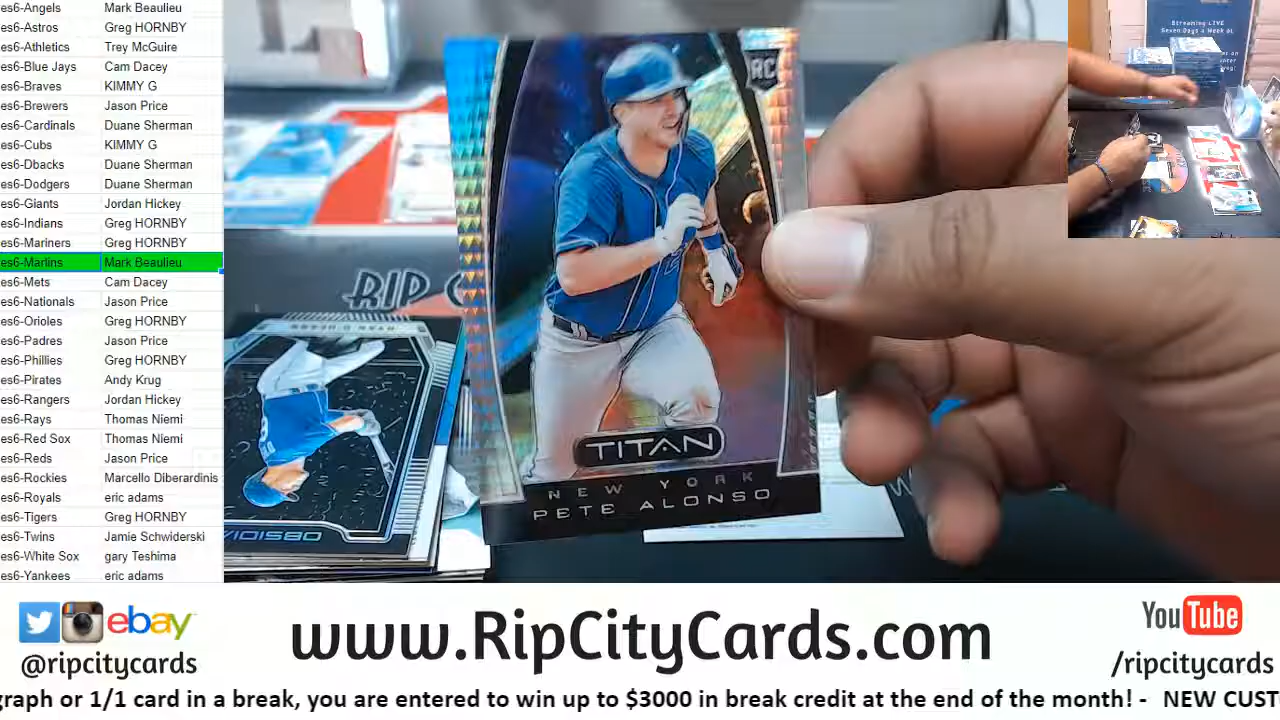 es6-Angels Mark Beaulieu
es6-Astros Greg HORNBY
es6-Athletics Trey McGuire
es6-Blue Jays Cam Dacey
es6-Braves KIMMY G
es6-Brewers Jason Price
es6-Cardinals Duane Sherman
es6-Cubs KIMMY G
es6-Dbacks Duane Sherman
es6-Dodgers Duane Sherman
es6-Giants Jordan Hickey
es6-Indians Greg HORNBY
es6-Mariners Greg HORNBY
es6-Marlins Mark Beaulieu
es6-Mets Cam Dacey
es6-Nationals Jason Price
es6-Orioles Greg HORNBY
es6-Padres Jason Price
es6-Phillies Greg HORNBY
es6-Pirates Andy Krug
es6-Rangers Jordan Hickey
es6-Rays Thomas Niemi
es6-Red Sox Thomas Niemi
es6-Reds Jason Price
es6-Rockies Marcello Diberardinis
es6-Royals eric adams
es6-Tigers Greg HORNBY
es6-Twins Jamie Schwiderski
es6-White Sox gary Teshima
es6-Yankees eric adams
RC
RIP C
TITAN
NEW YORK
PETE ALONSO
Streaming LIVE
Seven Days a Week at
ebay
@ripcitycards
www.RipCityCards.com
YouTube
/ripcitycards
graph or 1/1 card in a break, you are entered to win up to $3000 in break credit at the end of the month! - NEW CUST